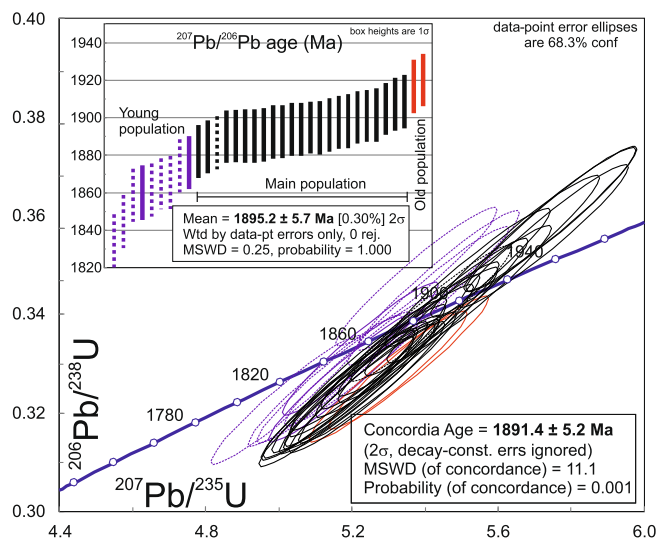 data-point error ellipses
are 68.3% conf
207Pb/206Pb age (Ma)
box heights are 1σ
1940
1920
1900
1880
1860
1840
1820
Young
population
Main population
Old population
Mean = 1895.2 ± 5.7 Ma [0.30%] 2σ
Wtd by data-pt errors only, 0 rej.
MSWD = 0.25, probability = 1.000
0.40
0.38
0.36
0.34
0.32
0.30
206Pb/238U
1780
1820
1860
1900
1940
Concordia Age = 1891.4 ± 5.2 Ma
(2σ, decay-const. errs ignored)
MSWD (of concordance) = 11.1
Probability (of concordance) = 0.001
207Pb/235U
4.4
4.8
5.2
5.6
6.0